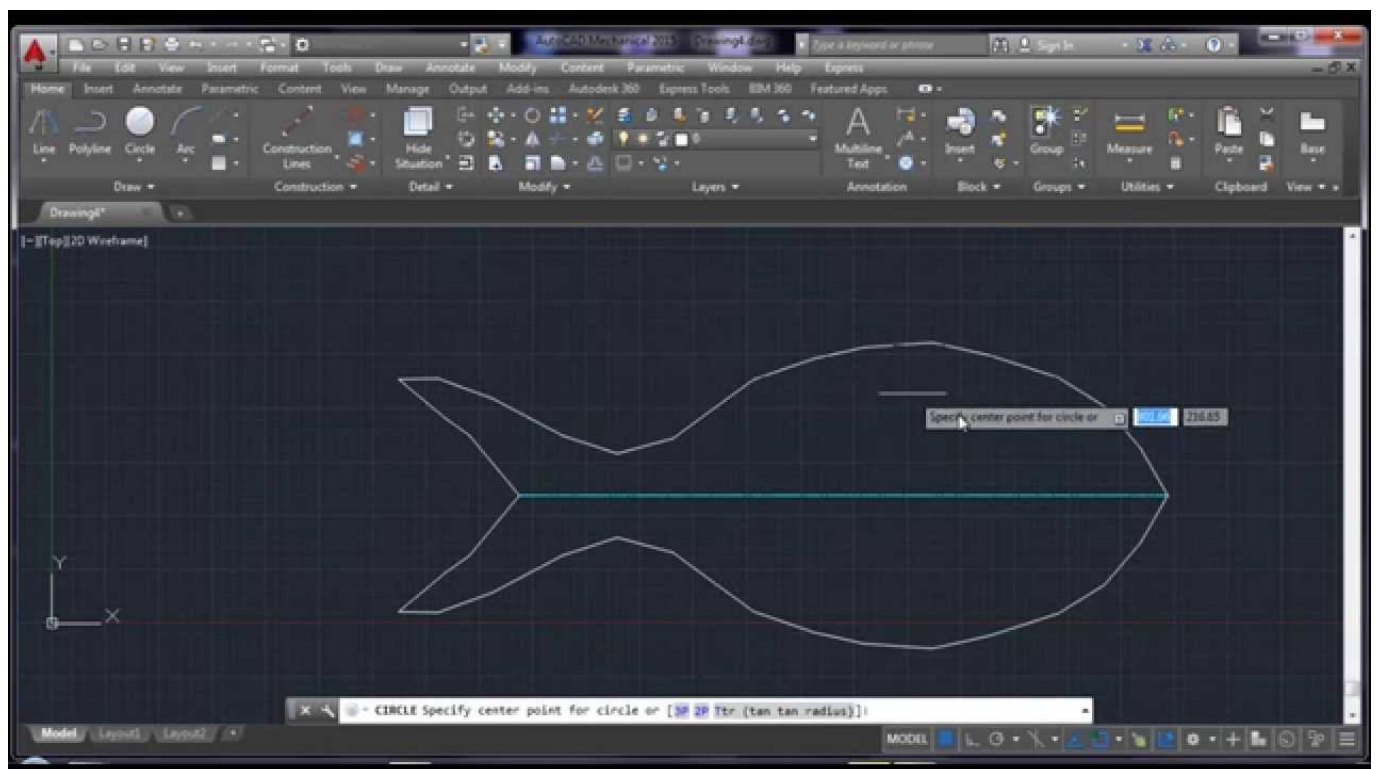 AutoCAD Mechanical 2015 Drawing4.dwg Type a keyword or phrase Sign In
File Edit View Insert Format Tools Draw Annotate Modify Content Parametric Window Help Express
Home Insert Annotate Parametric Content View Manage Output Add-ins Autodesk 360 Express Tools BIM 360 Featured Apps
Line Polyline Circle Arc Construction Lines Hide Situation 0 Multiline Text Insert Group Measure Paste Base
Draw Construction Detail Modify Layers Annotation Block Groups Utilities Clipboard View
Drawing4*
[-][Top][2D Wireframe]
Specify center point for circle or 216.65
Y
X
CIRCLE Specify center point for circle or [3P 2P Ttr (tan tan radius)]:
Model Layout1 Layout2 + MODEL